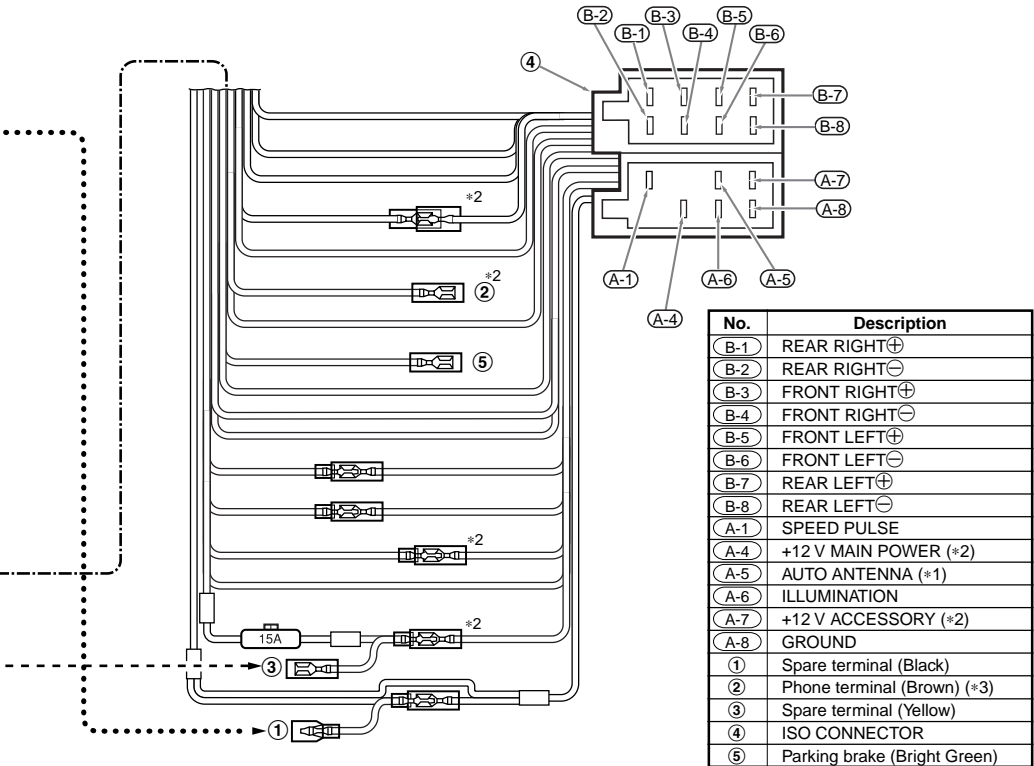 B-2
B-3
B-5
B-1
B-4
B-6
④
B-7
B-8
A-7
A-8
*2
A-1
A-6
A-5
*2
②
A-4
⑤
*2
*2
15A
③
①
No. Description
B-1 REAR RIGHT⊕
B-2 REAR RIGHT⊖
B-3 FRONT RIGHT⊕
B-4 FRONT RIGHT⊖
B-5 FRONT LEFT⊕
B-6 FRONT LEFT⊖
B-7 REAR LEFT⊕
B-8 REAR LEFT⊖
A-1 SPEED PULSE
A-4 +12 V MAIN POWER (*2)
A-5 AUTO ANTENNA (*1)
A-6 ILLUMINATION
A-7 +12 V ACCESSORY (*2)
A-8 GROUND
① Spare terminal (Black)
② Phone terminal (Brown) (*3)
③ Spare terminal (Yellow)
④ ISO CONNECTOR
⑤ Parking brake (Bright Green)